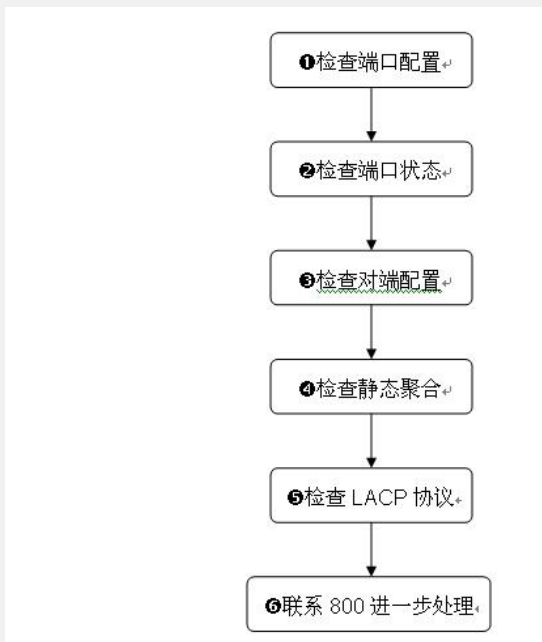 ❶检查端口配置
❷检查端口状态
❸检查对端配置
❹检查静态聚合
❺检查 LACP 协议
❻联系 800 进一步处理